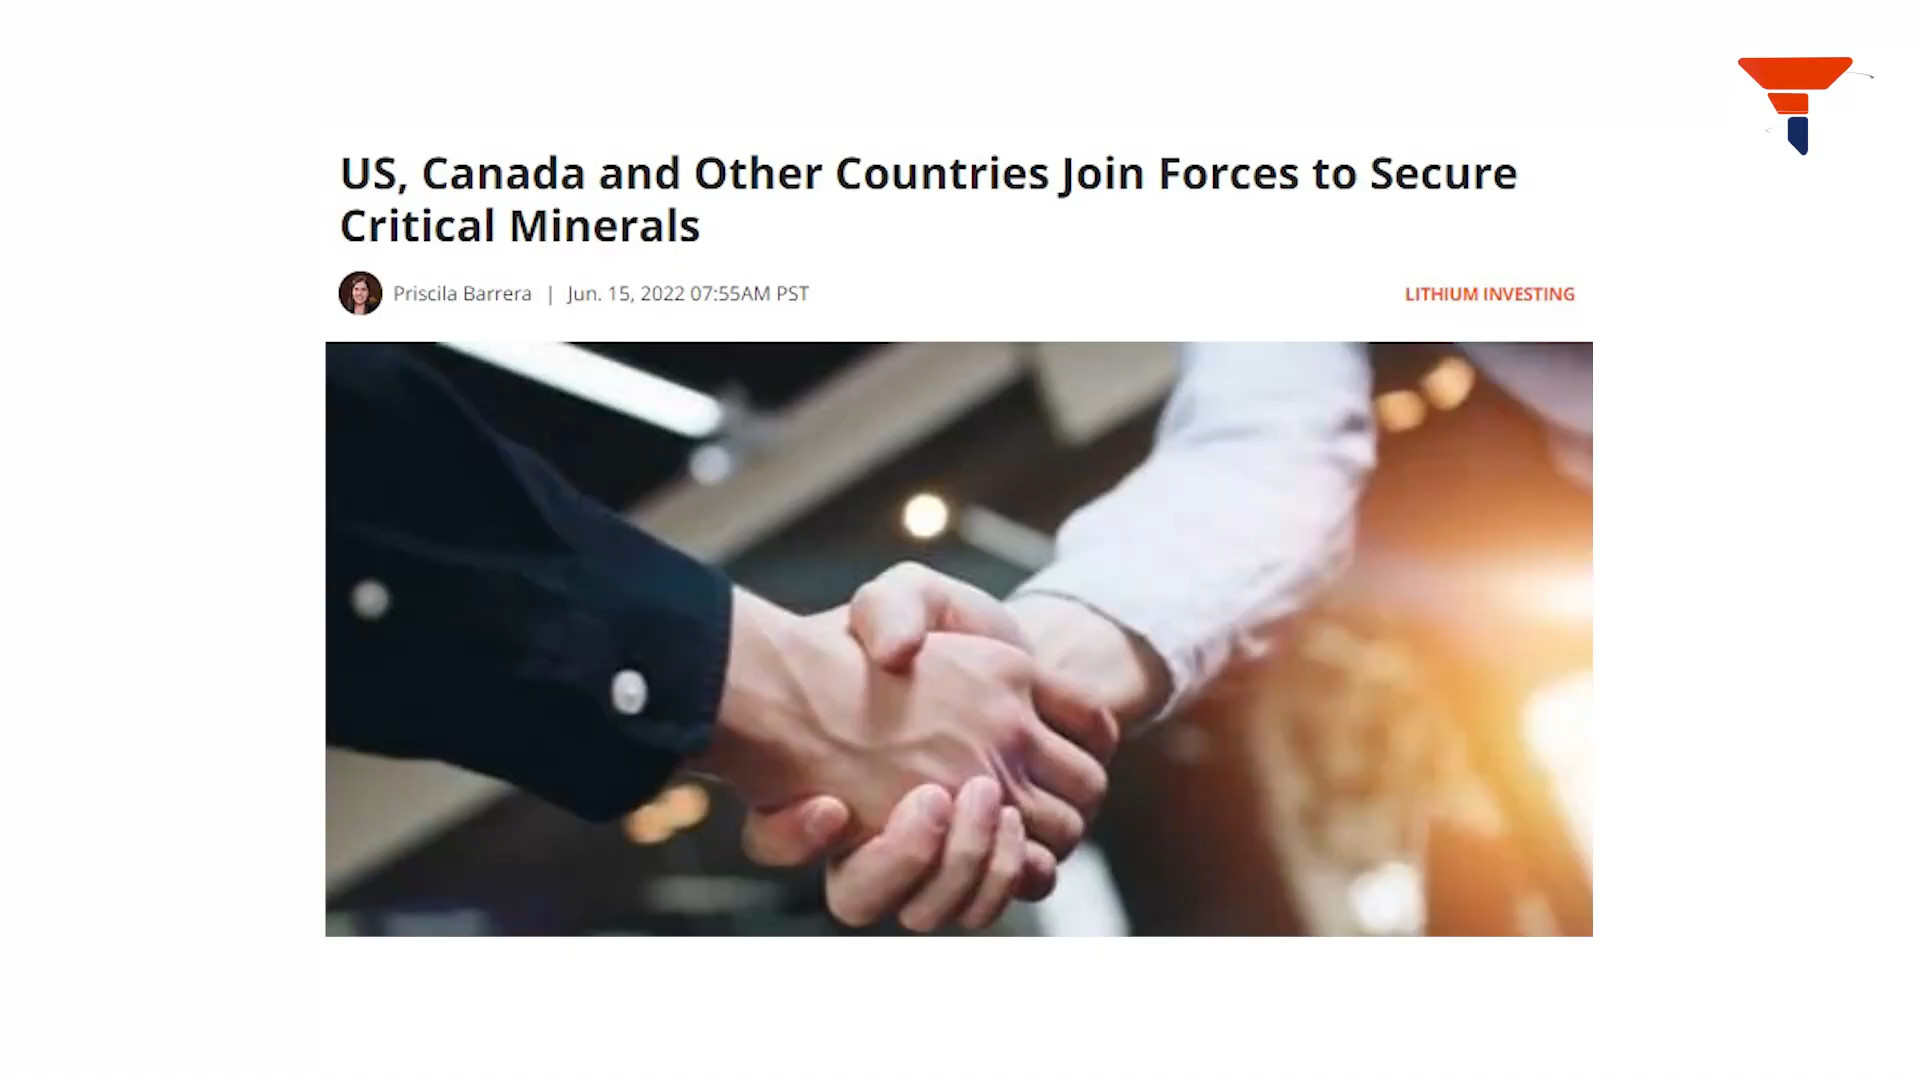 US, Canada and Other Countries Join Forces to Secure
Critical Minerals
Priscila Barrera | Jun. 15, 2022 07:55AM PST
LITHIUM INVESTING